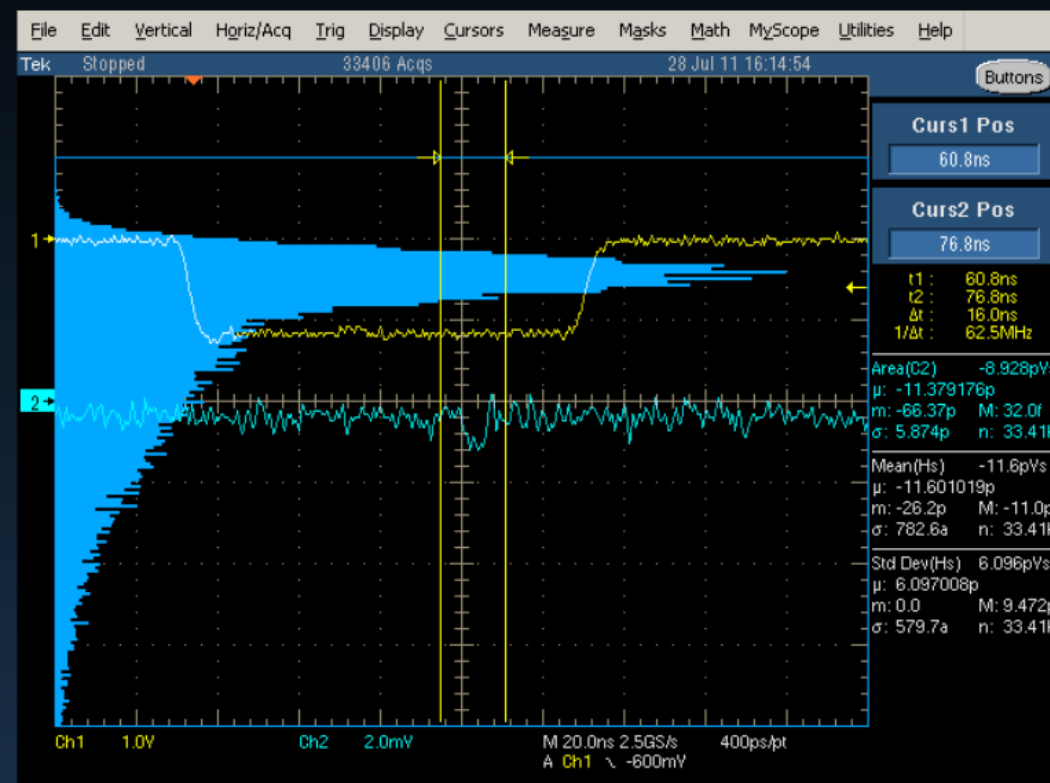 File Edit Vertical Horiz/Acq Trig Display Cursors Measure Masks Math MyScope Utilities Help
Tek Stopped 33406 Acqs 28 Jul 11 16:14:54
Buttons
Curs1 Pos
60.8ns
Curs2 Pos
76.8ns
t1 : 60.8ns
t2 : 76.8ns
Δt : 16.0ns
1/Δt : 62.5MHz
1
2
Area(C2) -8.928pV
μ: -11.379176p
m: -66.37p M: 32.0f
σ: 5.874p n: 33.41
Mean(Hs) -11.6pVs
μ: -11.601019p
m: -26.2p M: -11.0p
σ: 782.6a n: 33.41
Std Dev(Hs) 6.096pVs
μ: 6.097008p
m: 0.0 M: 9.472p
σ: 579.7a n: 33.41
Ch1 1.0V Ch2 2.0mV M 20.0ns 2.5GS/s 400ps/pt
A Ch1 \ -600mV